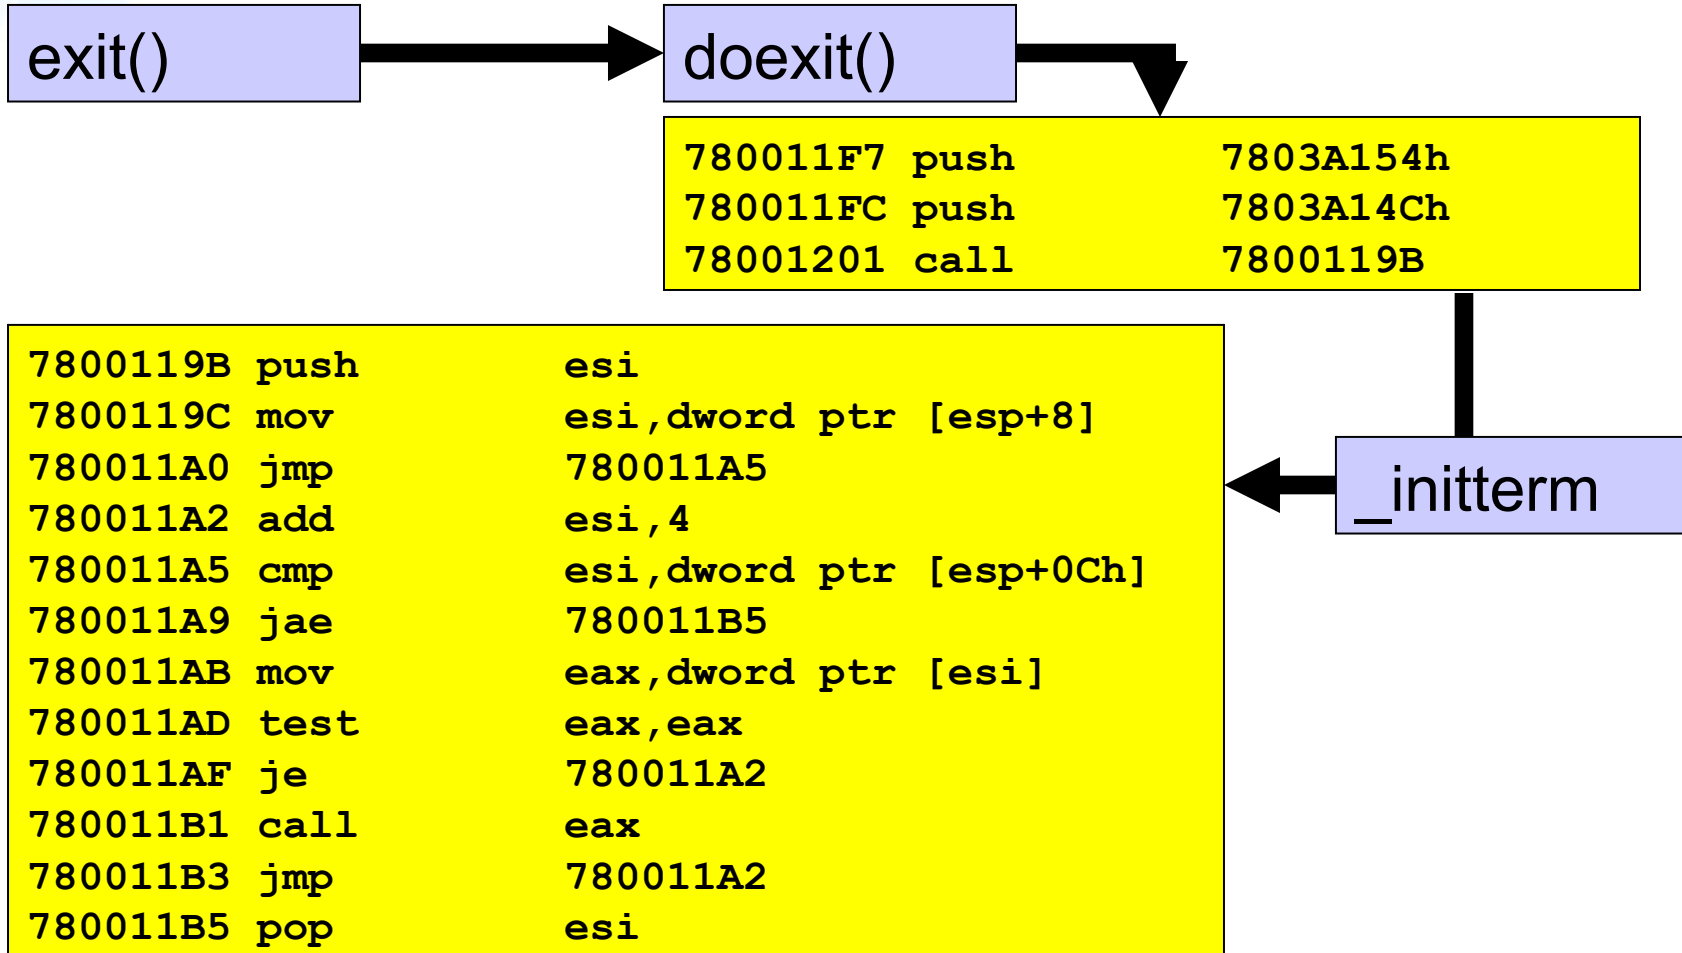 exit()
doexit()
780011F7 push 7803A154h
780011FC push 7803A14Ch
78001201 call 7800119B
7800119B push esi
7800119C mov esi,dword ptr [esp+8]
780011A0 jmp 780011A5
780011A2 add esi,4
780011A5 cmp esi,dword ptr [esp+0Ch]
780011A9 jae 780011B5
780011AB mov eax,dword ptr [esi]
780011AD test eax,eax
780011AF je 780011A2
780011B1 call eax
780011B3 jmp 780011A2
780011B5 pop esi
_initterm